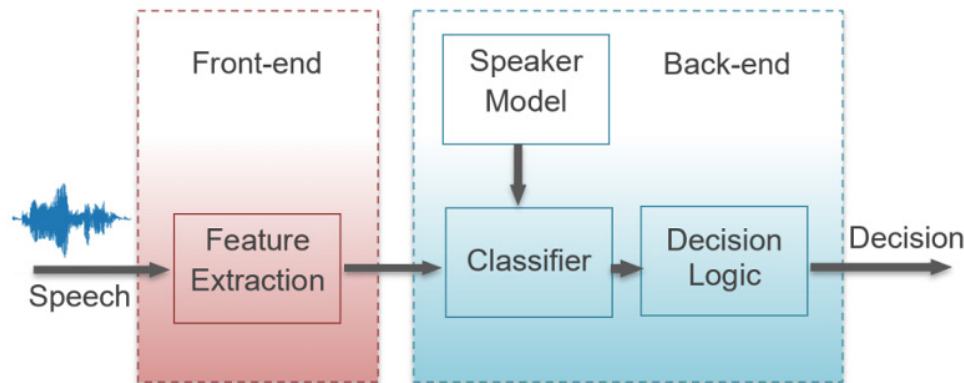 Front-end
Speaker
Model
Back-end
Speech
Feature
Extraction
Classifier
Decision
Logic
Decision